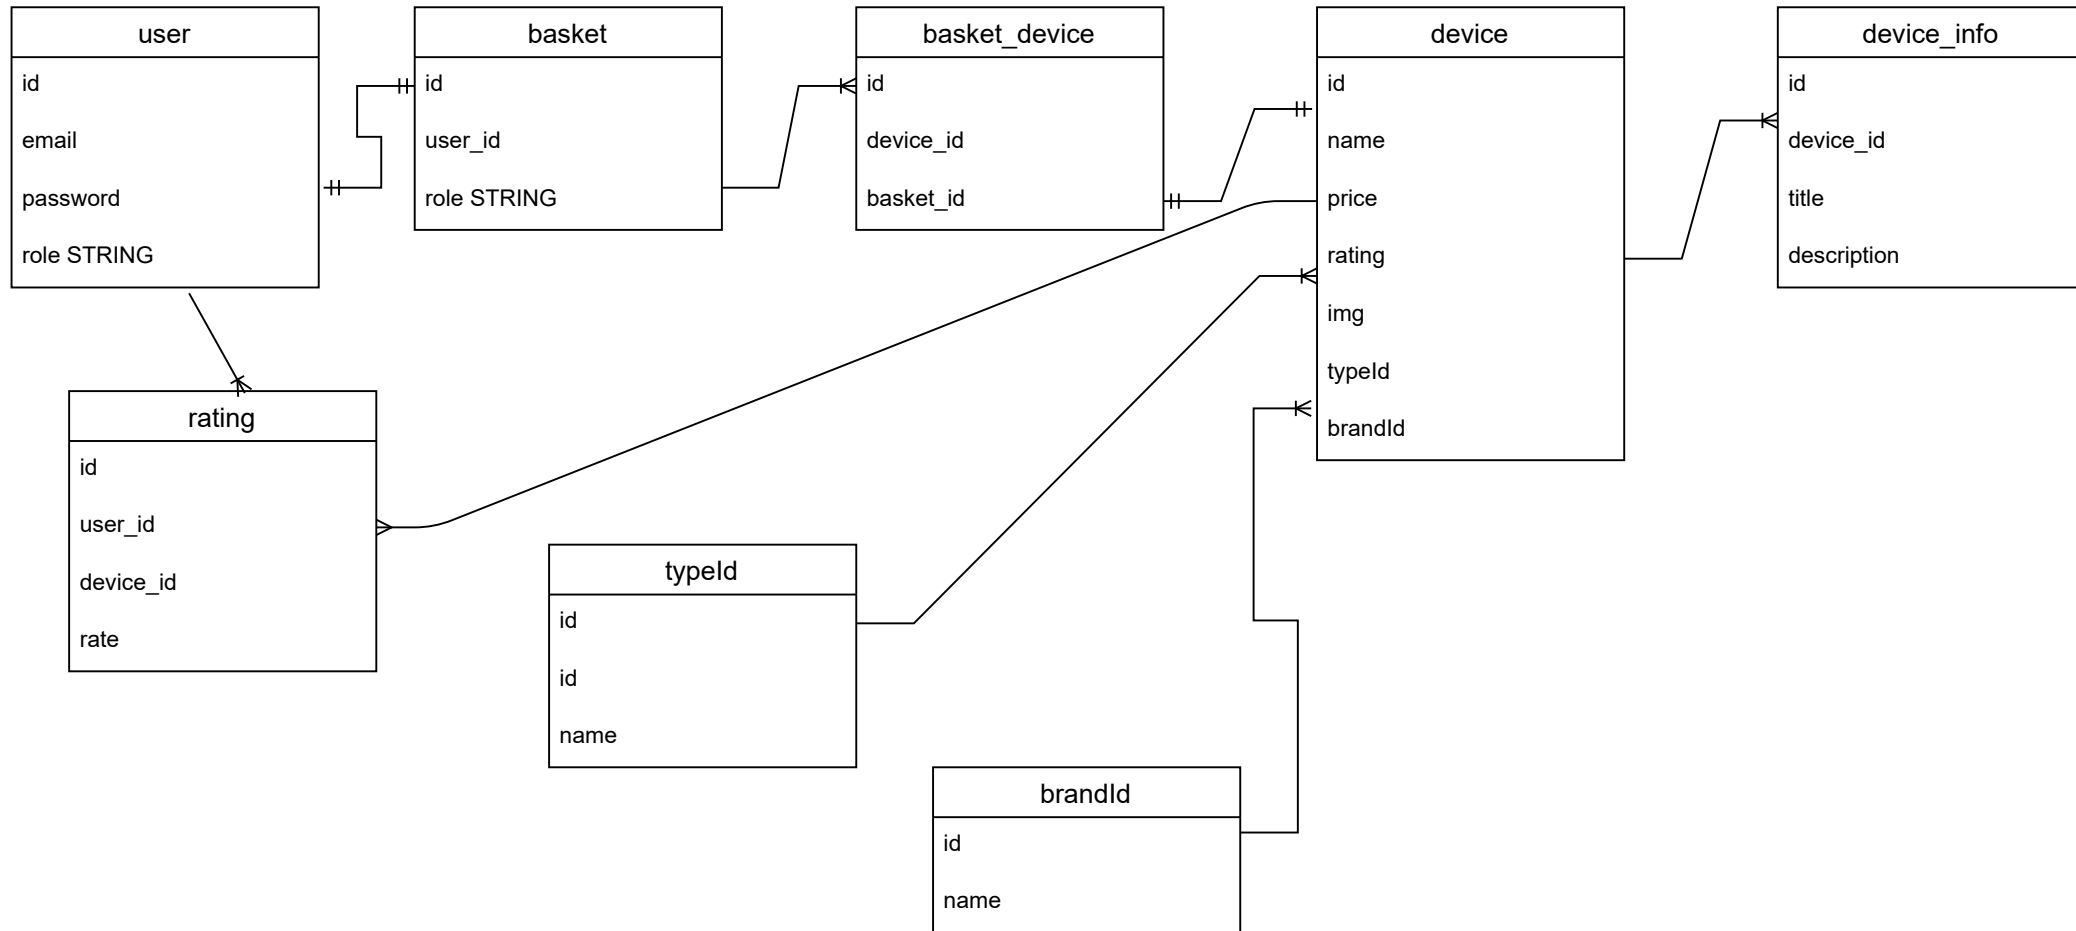 user
id
email
password
role STRING
basket
id
user_id
role STRING
basket_device
id
device_id
basket_id
device
id
name
price
rating
img
typeId
brandId
device_info
id
device_id
title
description
rating
id
user_id
device_id
rate
typeId
id
id
name
brandId
id
name